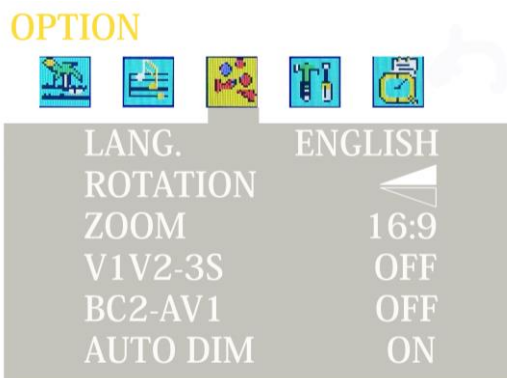 OPTION
LANG. ENGLISH
ROTATION
ZOOM 16:9
V1V2-3S OFF
BC2-AV1 OFF
AUTO DIM ON